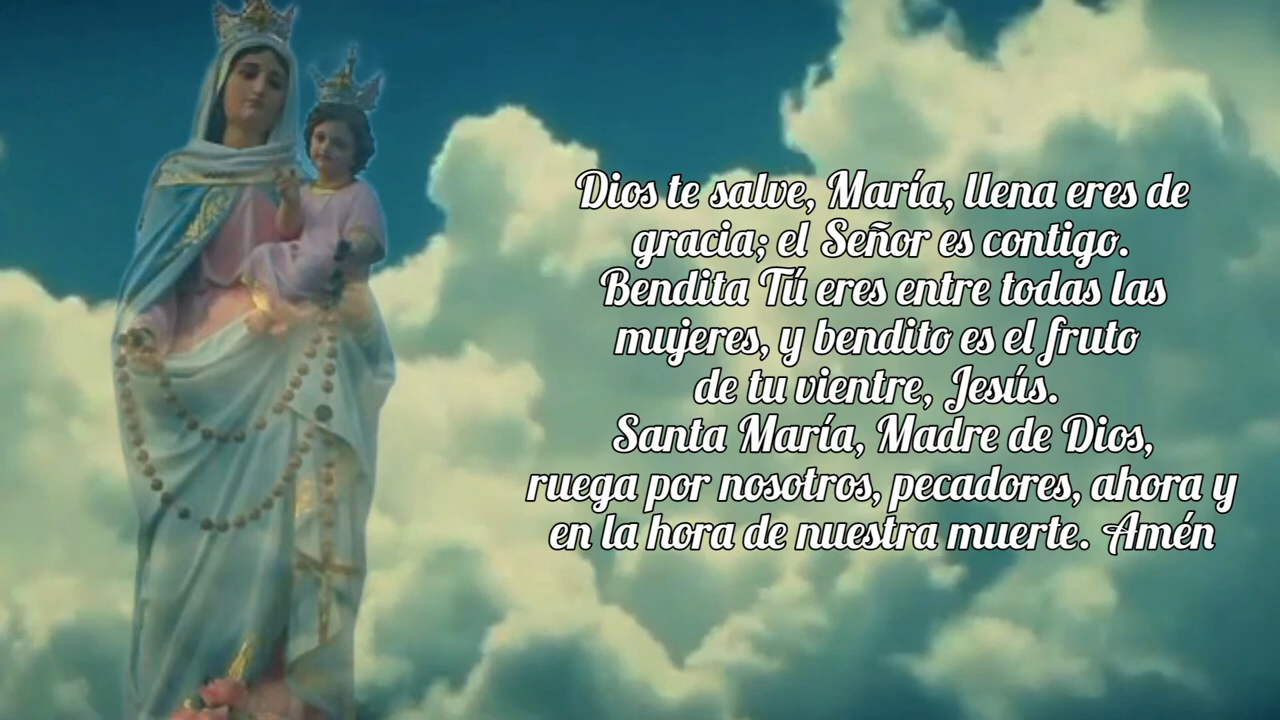 Dios te salve, María, llena eres de
gracia; el Señor es contigo.
Bendita Tú eres entre todas las
mujeres, y bendito es el fruto
de tu vientre, Jesús.
Santa María, Madre de Dios,
ruega por nosotros, pecadores, ahora y
en la hora de nuestra muerte. Amén